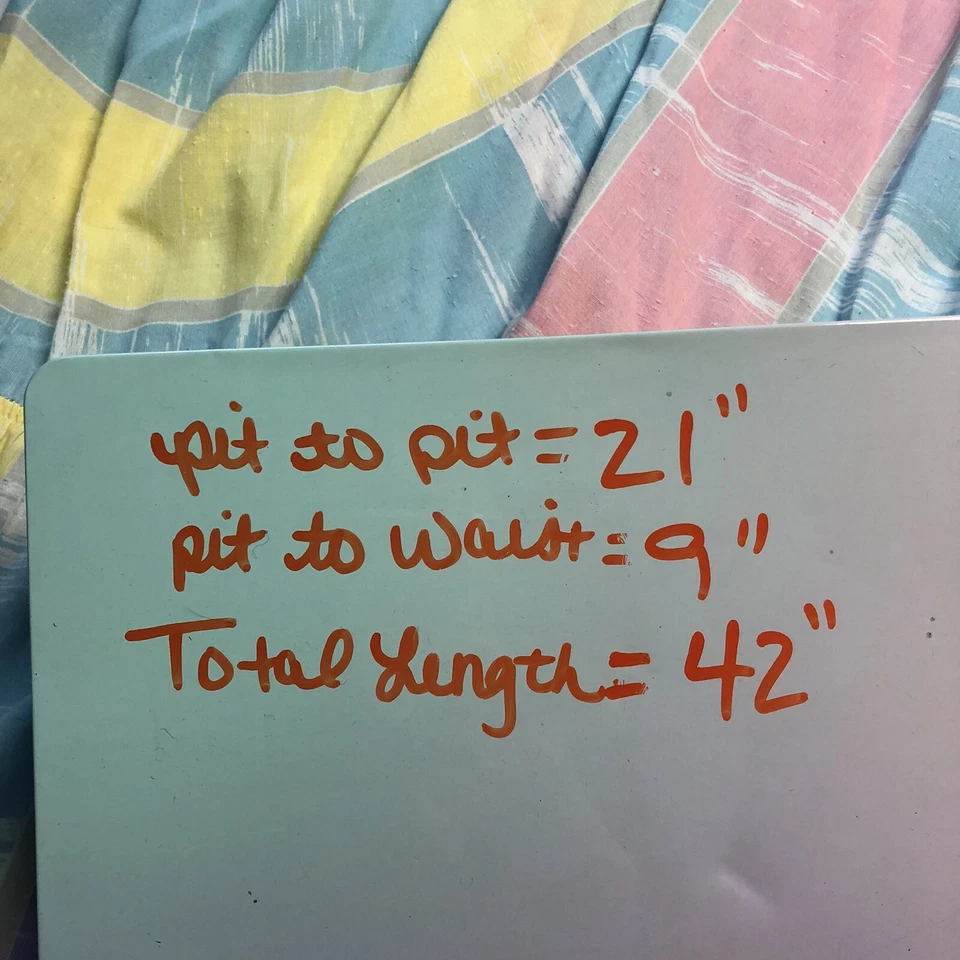 pit to pit = 21"
pit to waist = 9"
Total Length = 42"